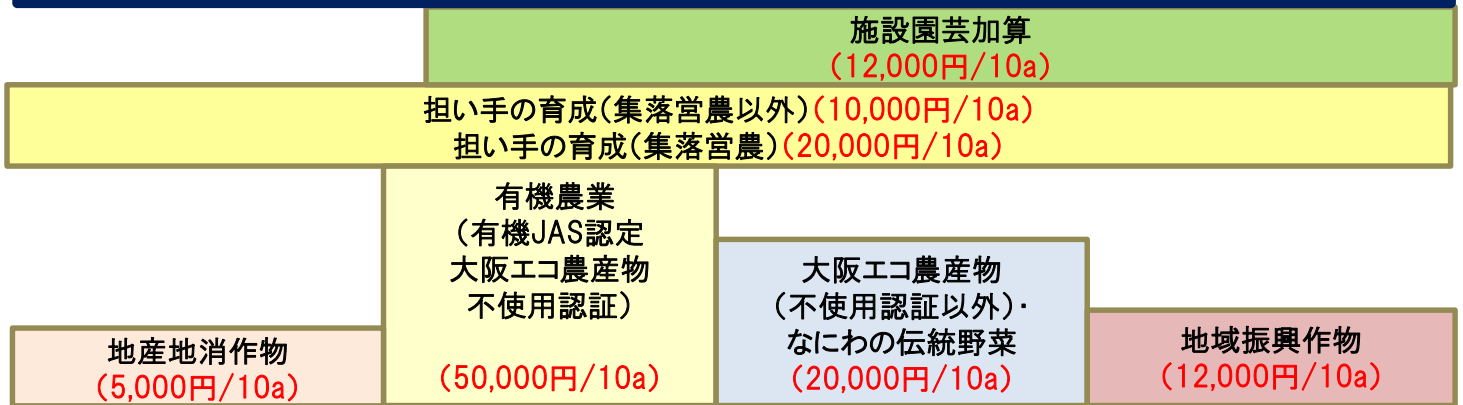 施設園芸加算
（12,000円/10a）
担い手の育成（集落営農以外）（10,000円/10a）
担い手の育成（集落営農）（20,000円/10a）
有機農業
（有機JAS認定
大阪エコ農産物
不使用認証）
（50,000円/10a）
大阪エコ農産物
（不使用認証以外）・
なにわの伝統野菜
（20,000円/10a）
地産地消作物
（5,000円/10a）
地域振興作物
（12,000円/10a）